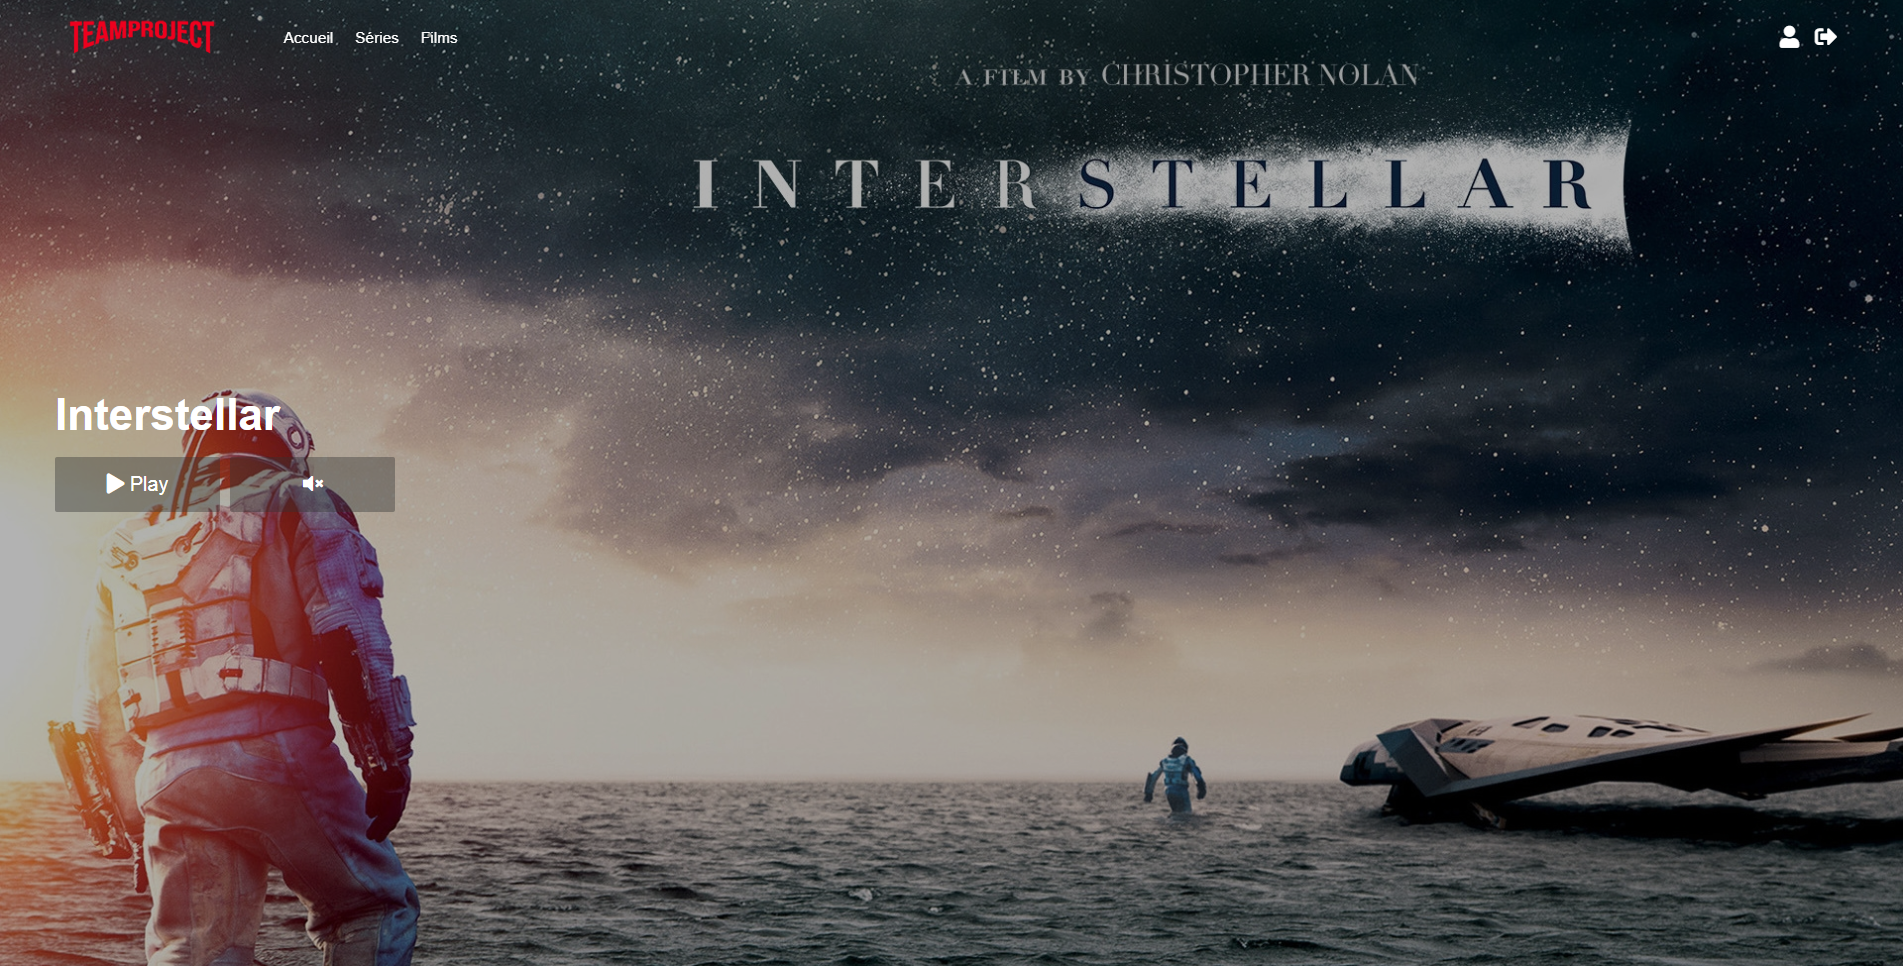 TEAMPROJECT
Accueil Séries Films
A FILM BY CHRISTOPHER NOLAN
INTERSTELLAR
Interstellar
Play